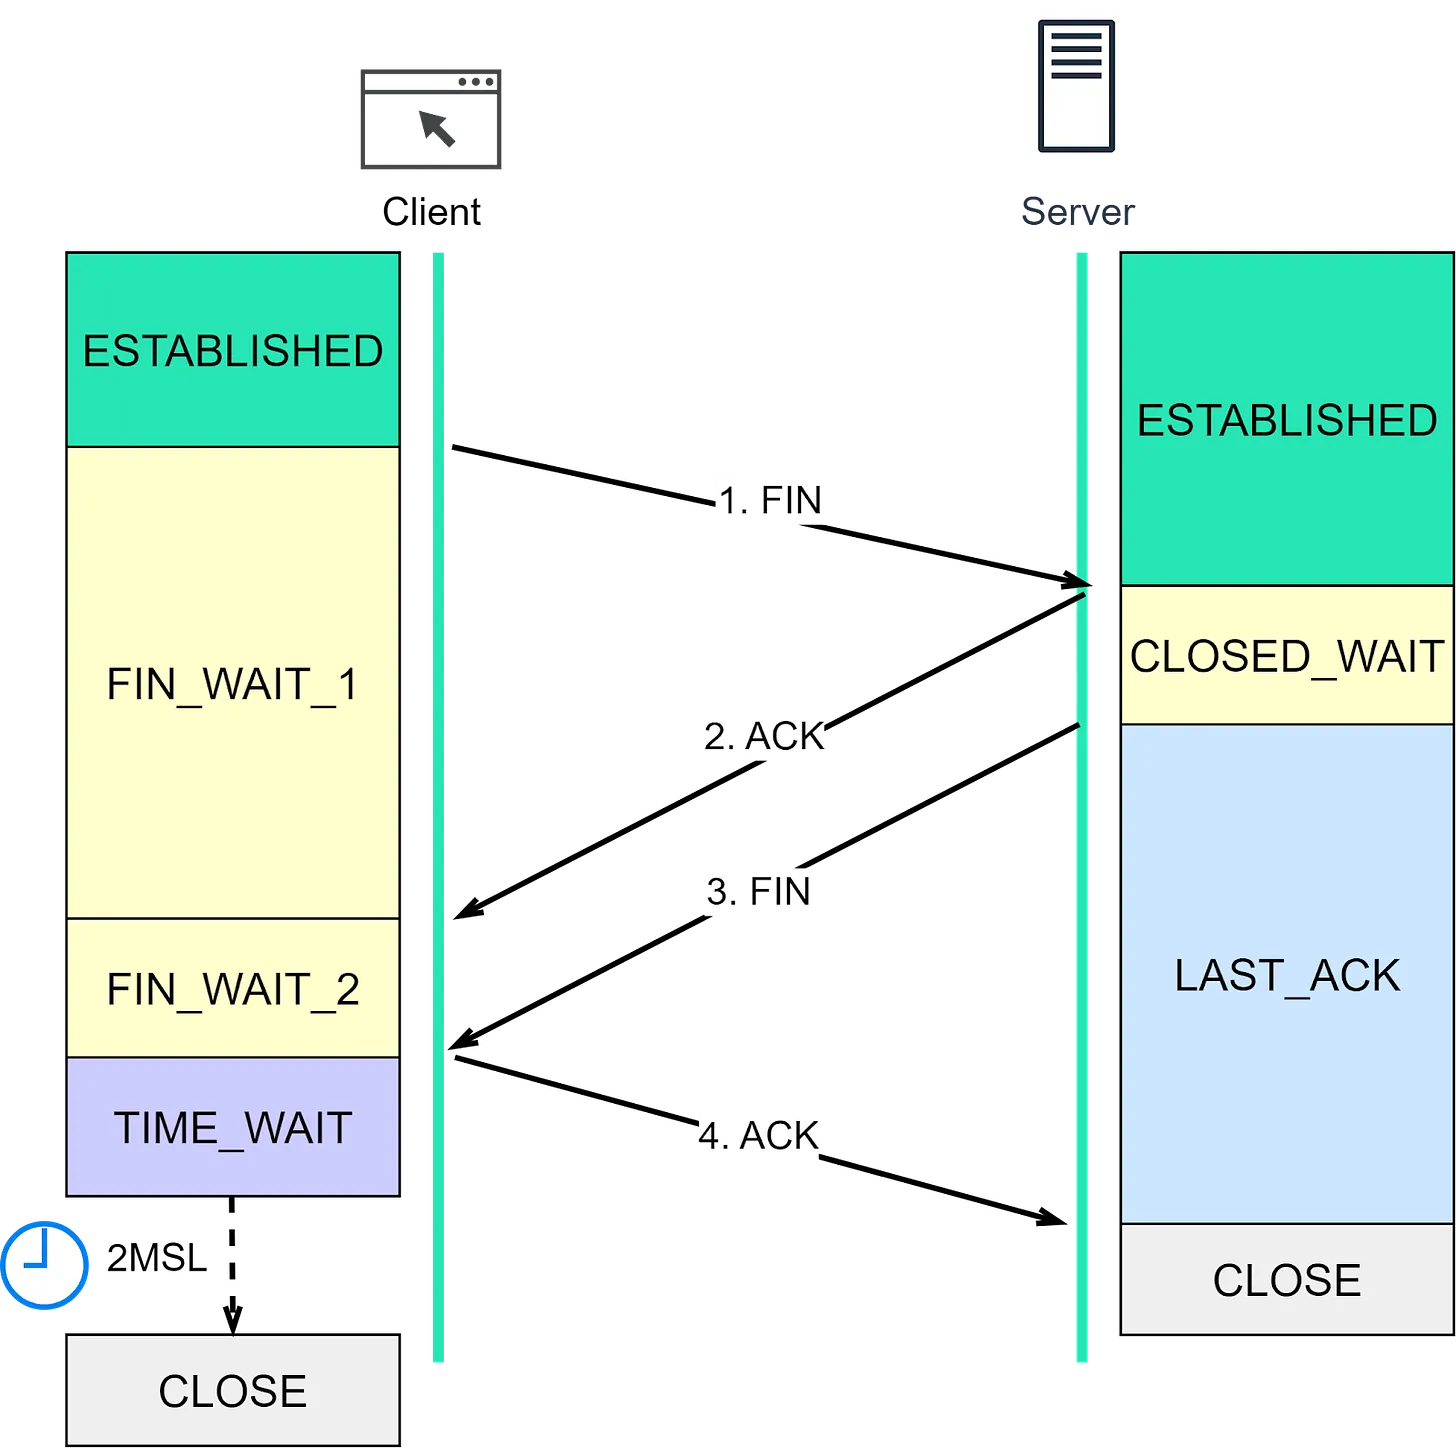 Client
Server
ESTABLISHED
ESTABLISHED
1. FIN
CLOSED_WAIT
FIN_WAIT_1
2. ACK
3. FIN
LAST_ACK
FIN_WAIT_2
TIME_WAIT
4. ACK
2MSL
CLOSE
CLOSE